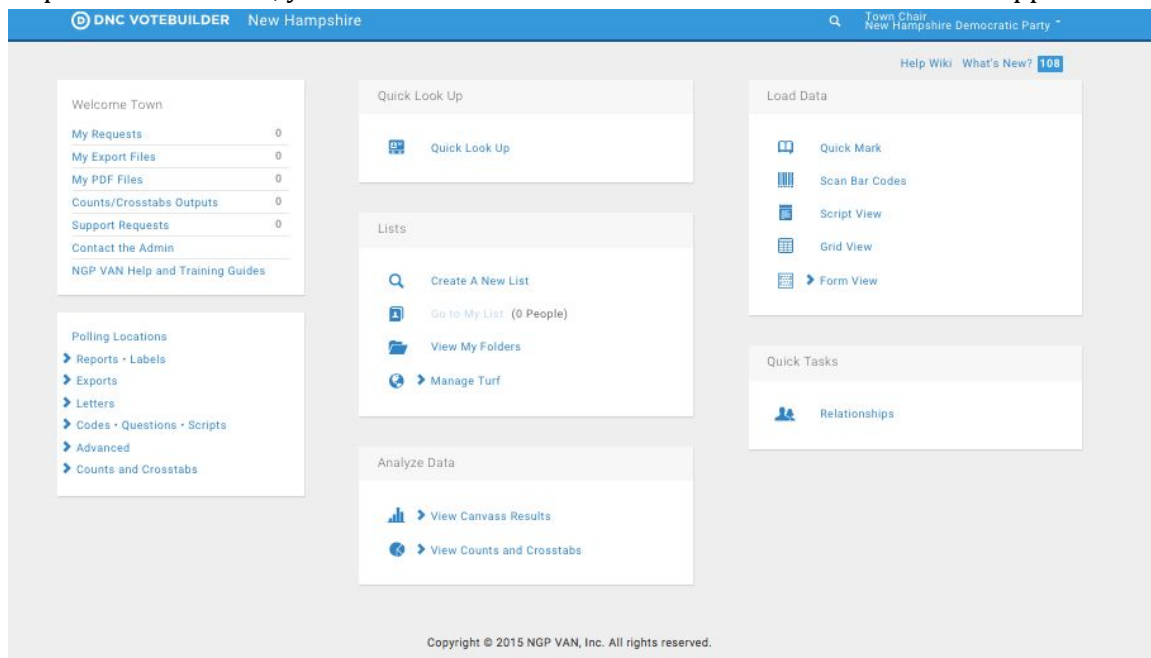 DNC VOTEBUILDER New Hampshire
Town Chair
New Hampshire Democratic Party
Help Wiki What's New? 108
Welcome Town
My Requests 0
My Export Files 0
My PDF Files 0
Counts/Crosstabs Outputs 0
Support Requests 0
Contact the Admin
NGP VAN Help and Training Guides
Polling Locations
Reports • Labels
Exports
Letters
Codes • Questions • Scripts
Advanced
Counts and Crosstabs
Quick Look Up
Quick Look Up
Lists
Create A New List
Go to My List (0 People)
View My Folders
Manage Turf
Analyze Data
View Canvass Results
View Counts and Crosstabs
Load Data
Quick Mark
Scan Bar Codes
Script View
Grid View
Form View
Quick Tasks
Relationships
Copyright © 2015 NGP VAN, Inc. All rights reserved.